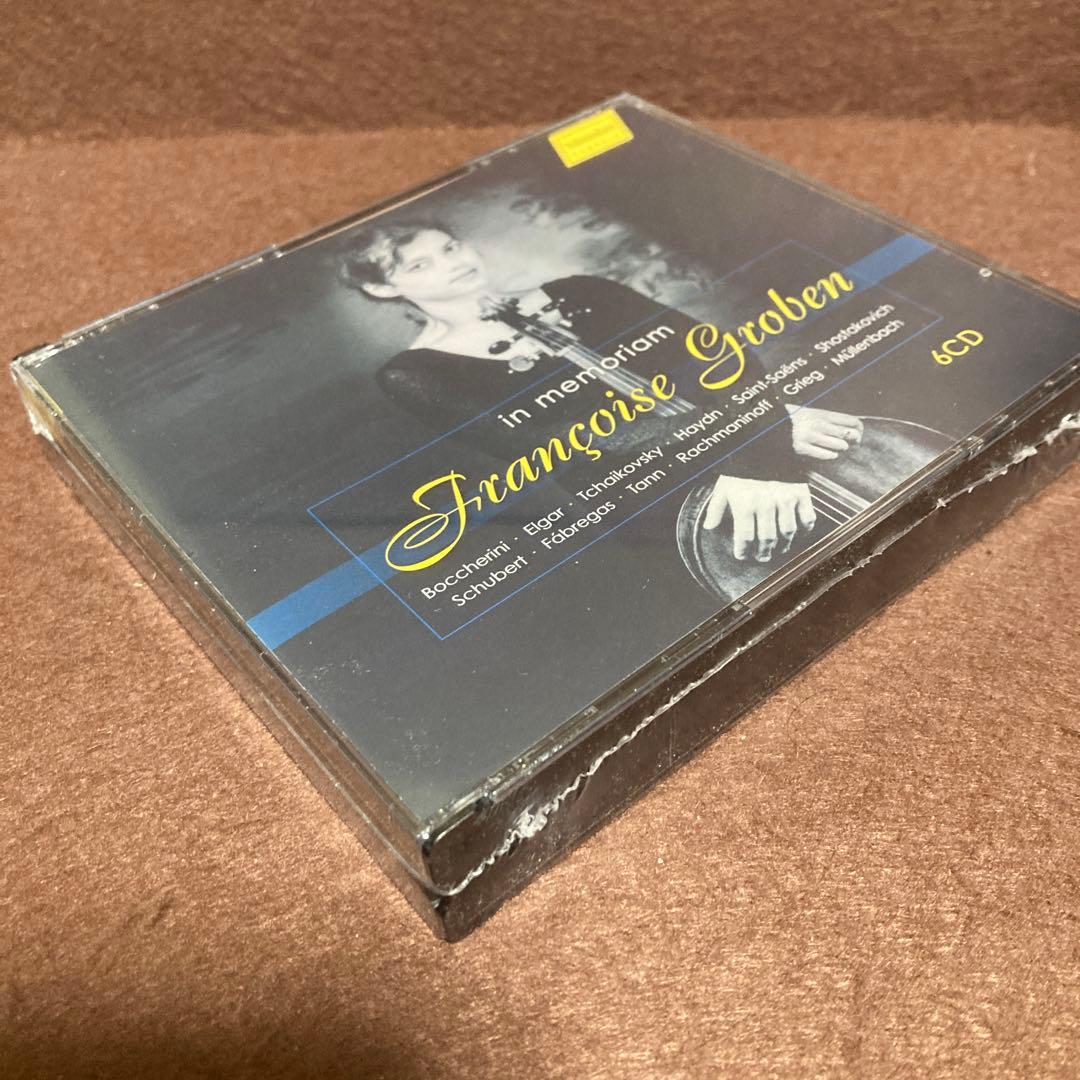 in memoriam
Françoise Groben
Boccherini · Elgar · Tchaikovsky · Haydn · Saint-Saëns · Shostakovich
Schubert · Fábregas · Tann · Rachmaninoff · Grieg · Müllenbach
6CD